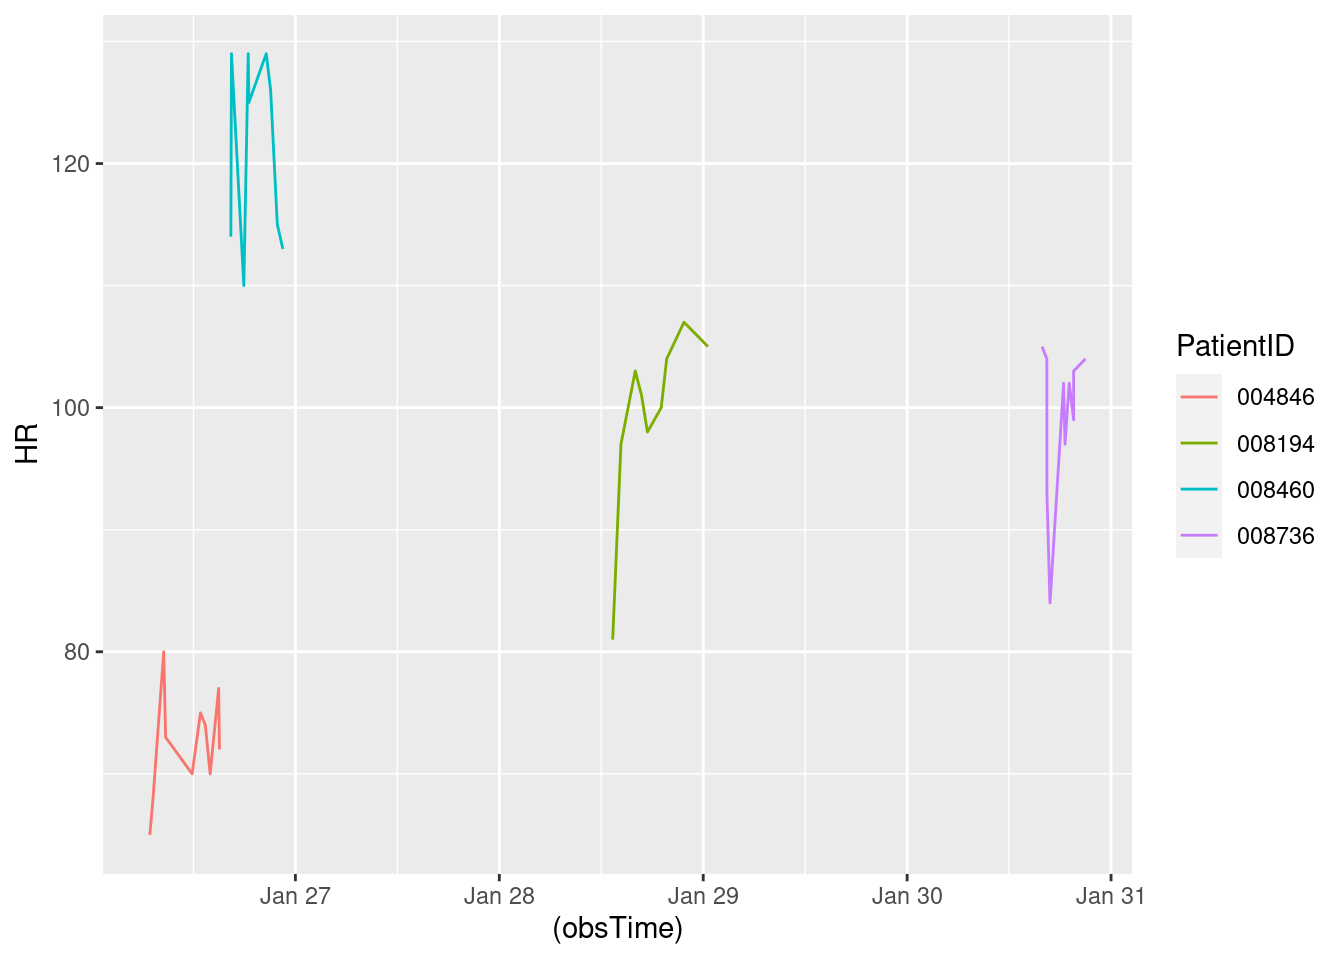 120
100
80
HR
Jan 27
Jan 28
Jan 29
Jan 30
Jan 31
(obsTime)
PatientID
004846
008194
008460
008736